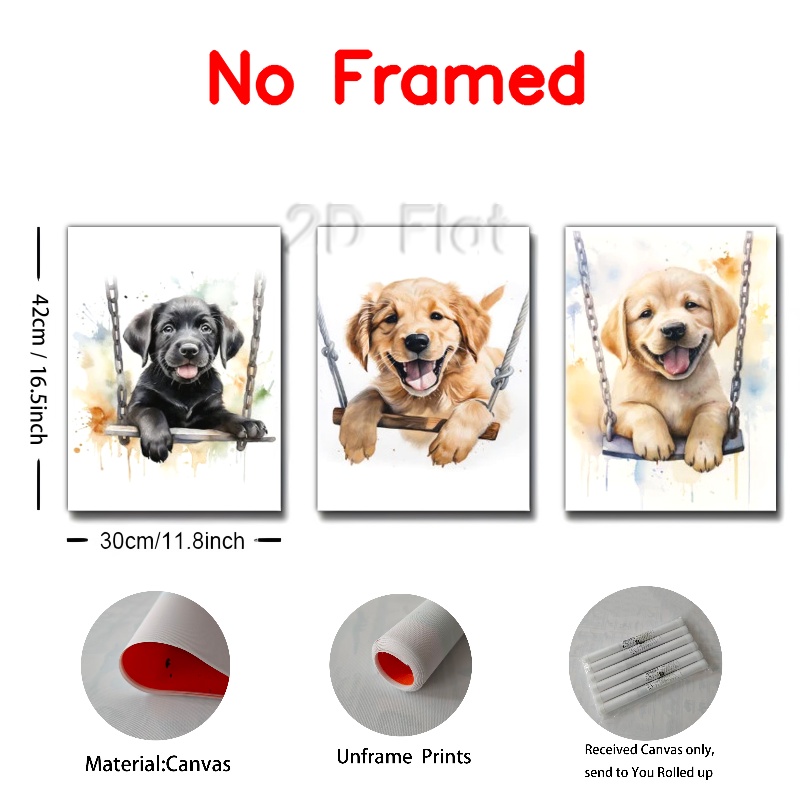 No Framed
2D Flat
42cm / 16.5inch
30cm/11.8inch
Material:Canvas
Unframe Prints
Received Canvas only,
send to You Rolled up